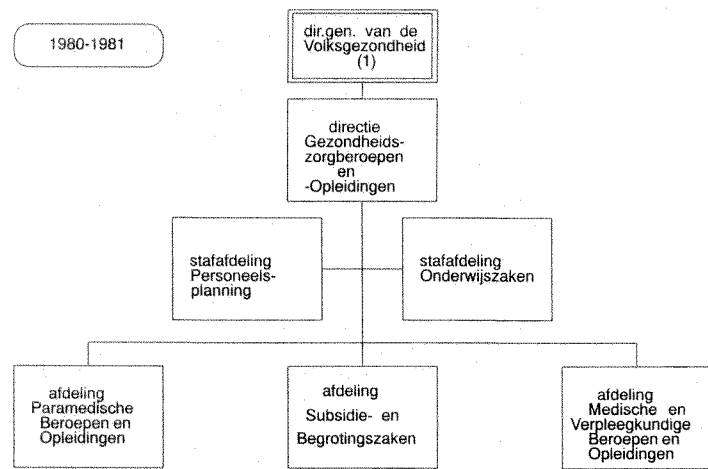 1980-1981
dir.gen. van de
Volksgezondheid
(1)
directie
Gezondheids-
zorgberoepen
en
-Opleidingen
stafafdeling
Personeels-
planning
stafafdeling
Onderwijszaken
afdeling
Paramedische
Beroepen en
Opleidingen
afdeling
Subsidie- en
Begrotingszaken
afdeling
Medische en
Verpleegkundige
Beroepen en
Opleidingen